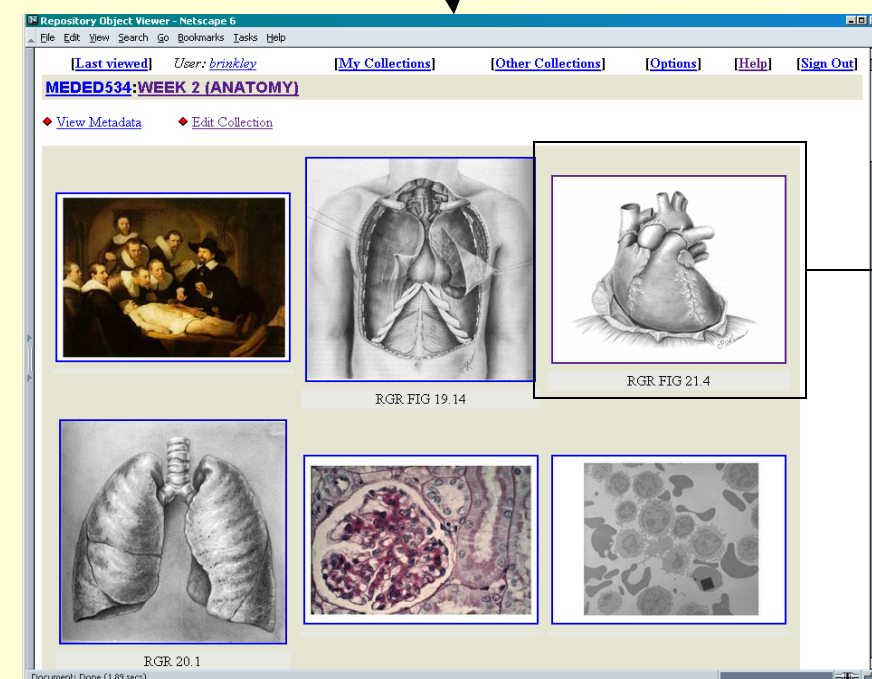 Repository Object Viewer - Netscape 6
File Edit View Search Go Bookmarks Tasks Help
[Last viewed] User: brinkley [My Collections] [Other Collections] [Options] [Help] [Sign Out]
MEDED534:WEEK 2 (ANATOMY)
View Metadata Edit Collection
RGR FIG 19.14
RGR FIG 21.4
RGR 20.1
Document: Done (1.89 secs)